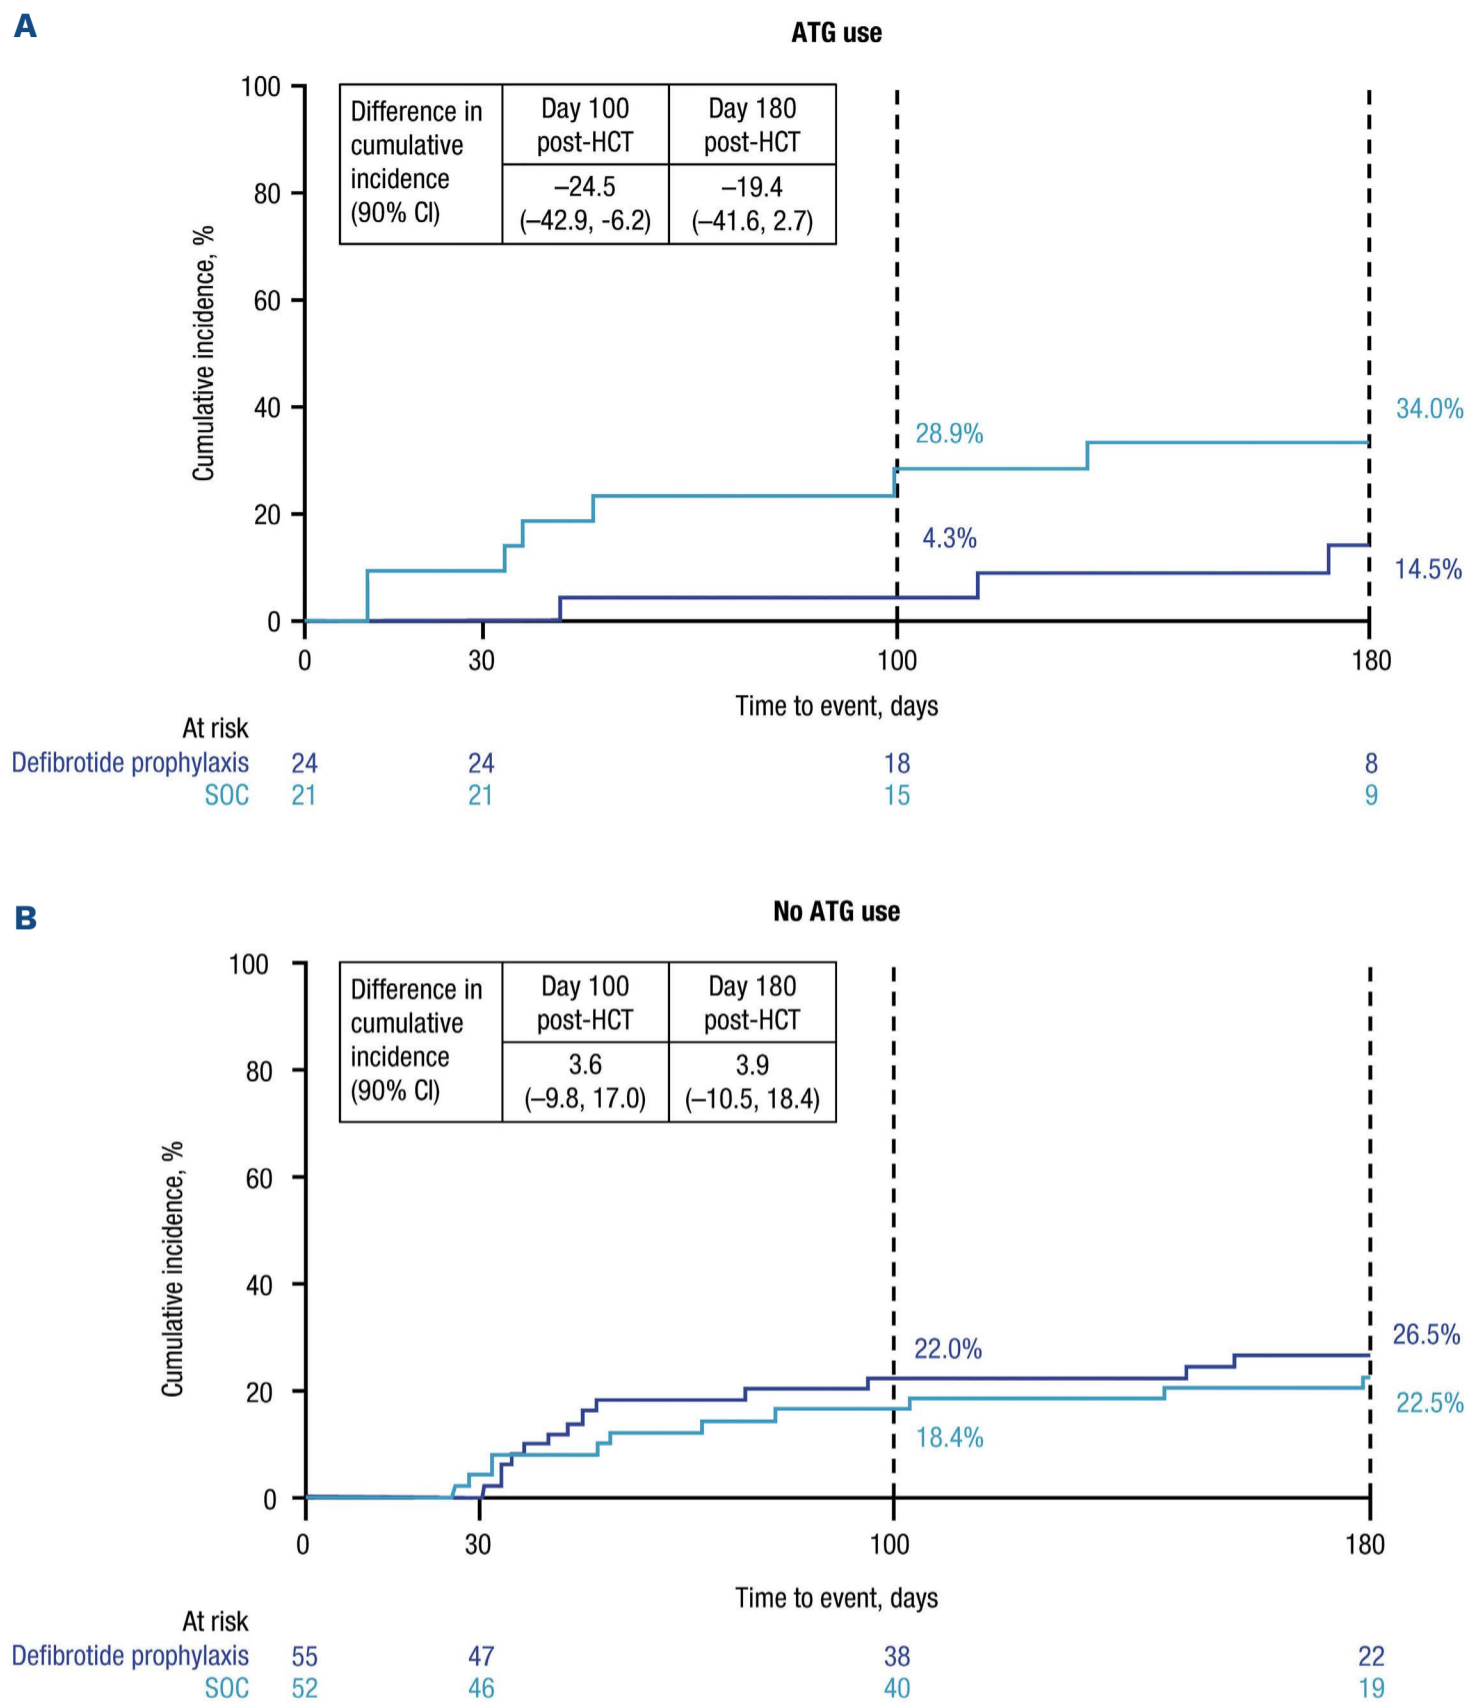 A
ATG use
Difference in cumulative incidence (90% CI)
Day 100 post-HCT
Day 180 post-HCT
–24.5 (–42.9, -6.2)
–19.4 (–41.6, 2.7)
Cumulative incidence, %
100
80
60
40
20
0
28.9%
34.0%
4.3%
14.5%
0 30 100 180
Time to event, days
At risk
Defibrotide prophylaxis 24 24 18 8
SOC 21 21 15 9
B
No ATG use
Difference in cumulative incidence (90% CI)
Day 100 post-HCT
Day 180 post-HCT
3.6 (–9.8, 17.0)
3.9 (–10.5, 18.4)
Cumulative incidence, %
100
80
60
40
20
0
22.0%
26.5%
18.4%
22.5%
0 30 100 180
Time to event, days
At risk
Defibrotide prophylaxis 55 47 38 22
SOC 52 46 40 19